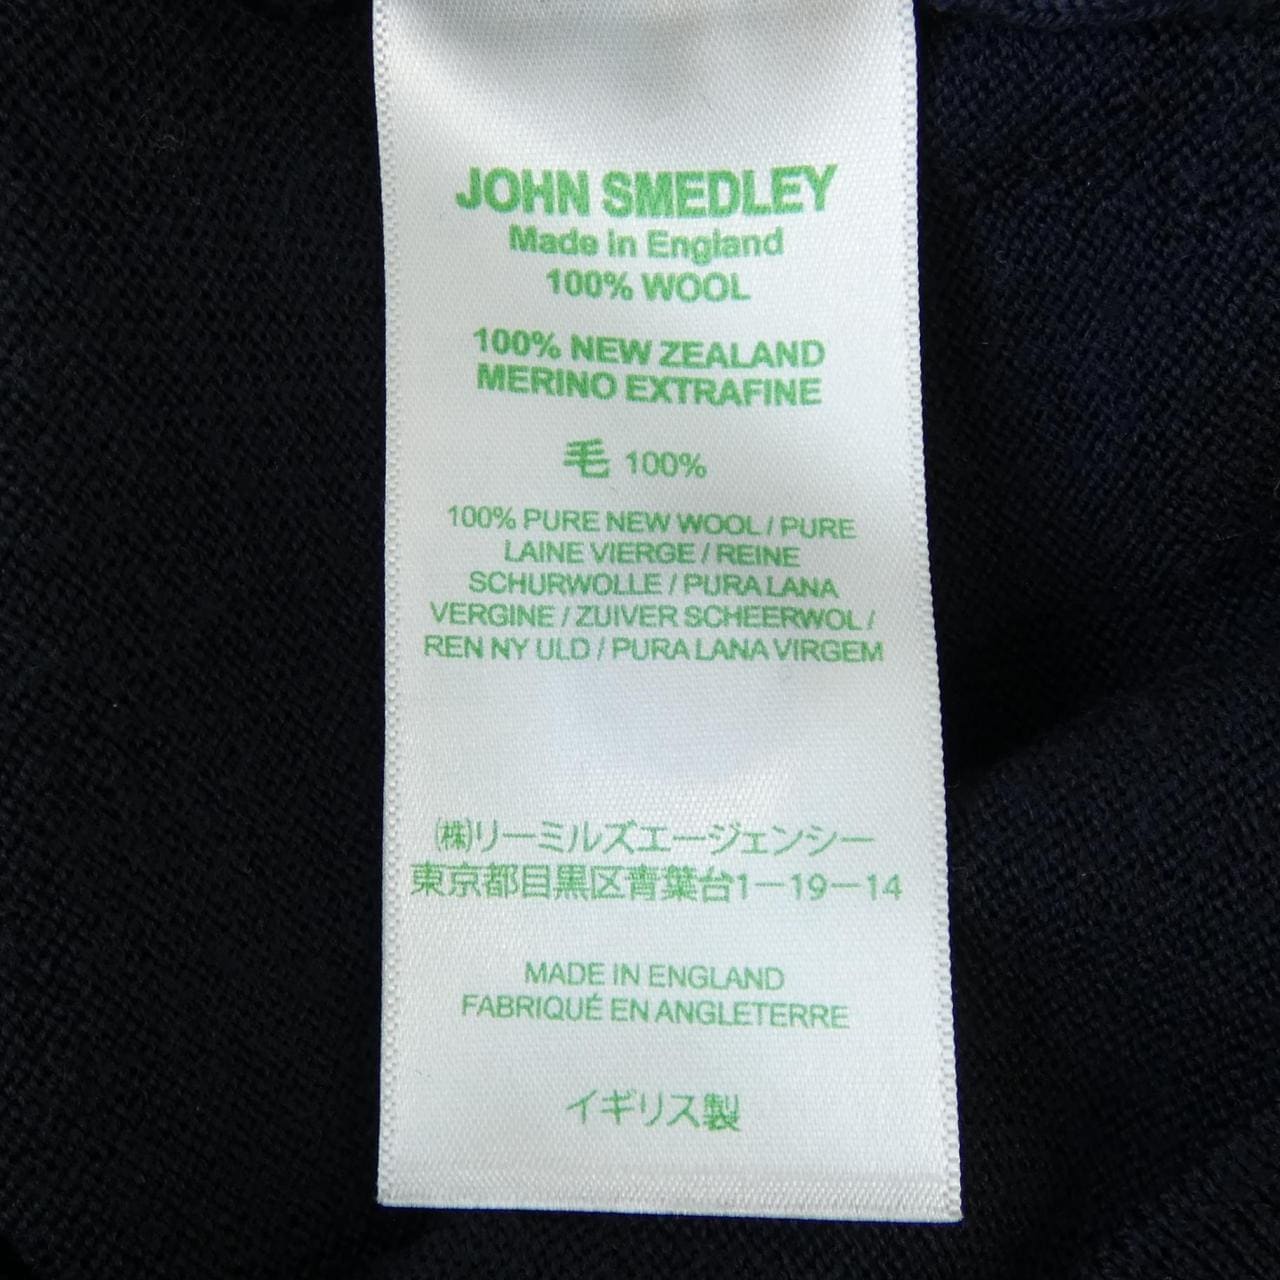 JOHN SMEDLEY
Made in England
100% WOOL
100% NEW ZEALAND
MERINO EXTRAFINE
毛 100%
100% PURE NEW WOOL / PURE
LAINE VIERGE / REINE
SCHURWOLLE / PURA LANA
VERGINE / ZUIVER SCHEERWOL /
REN NY ULD / PURA LANA VIRGEM
㈱リーミルズエージェンシー
東京都目黒区青葉台1－19－14
MADE IN ENGLAND
FABRIQUÉ EN ANGLETERRE
イギリス製